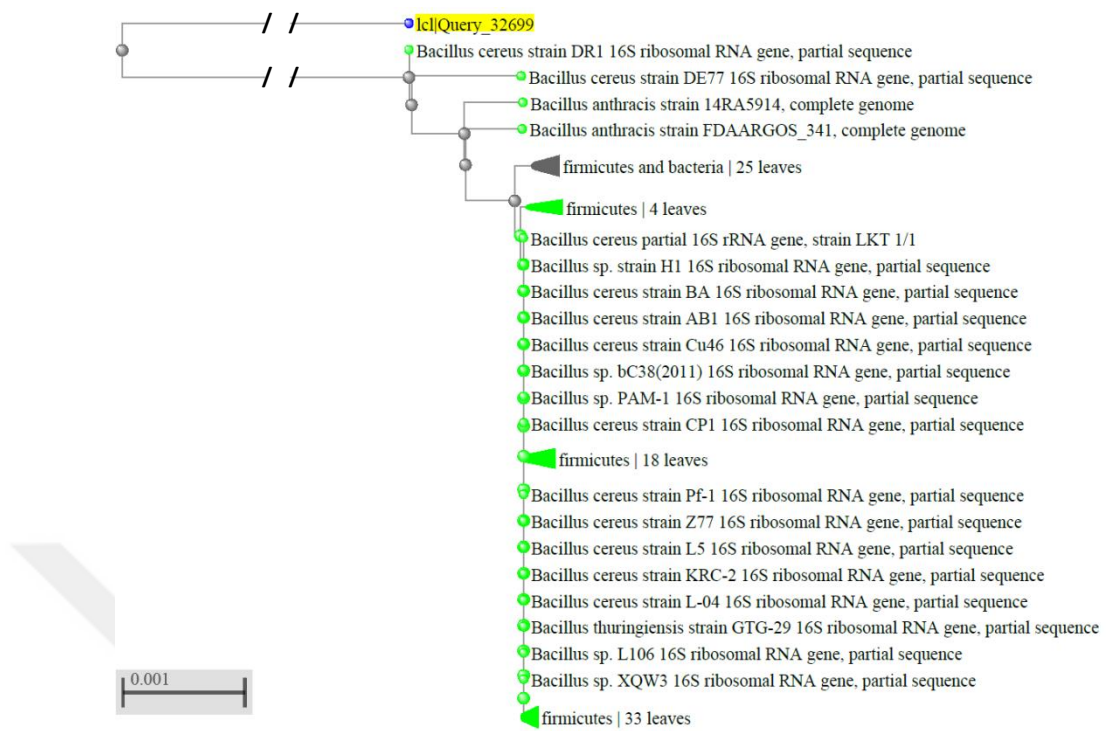 lcl|Query_32699
Bacillus cereus strain DR1 16S ribosomal RNA gene, partial sequence
Bacillus cereus strain DE77 16S ribosomal RNA gene, partial sequence
Bacillus anthracis strain 14RA5914, complete genome
Bacillus anthracis strain FDAARGOS_341, complete genome
firmicutes and bacteria | 25 leaves
firmicutes | 4 leaves
Bacillus cereus partial 16S rRNA gene, strain LKT 1/1
Bacillus sp. strain H1 16S ribosomal RNA gene, partial sequence
Bacillus cereus strain BA 16S ribosomal RNA gene, partial sequence
Bacillus cereus strain AB1 16S ribosomal RNA gene, partial sequence
Bacillus cereus strain Cu46 16S ribosomal RNA gene, partial sequence
Bacillus sp. bC38(2011) 16S ribosomal RNA gene, partial sequence
Bacillus sp. PAM-1 16S ribosomal RNA gene, partial sequence
Bacillus cereus strain CP1 16S ribosomal RNA gene, partial sequence
firmicutes | 18 leaves
Bacillus cereus strain Pf-1 16S ribosomal RNA gene, partial sequence
Bacillus cereus strain Z77 16S ribosomal RNA gene, partial sequence
Bacillus cereus strain L5 16S ribosomal RNA gene, partial sequence
Bacillus cereus strain KRC-2 16S ribosomal RNA gene, partial sequence
Bacillus cereus strain L-04 16S ribosomal RNA gene, partial sequence
Bacillus thuringiensis strain GTG-29 16S ribosomal RNA gene, partial sequence
Bacillus sp. L106 16S ribosomal RNA gene, partial sequence
Bacillus sp. XQW3 16S ribosomal RNA gene, partial sequence
firmicutes | 33 leaves
0.001